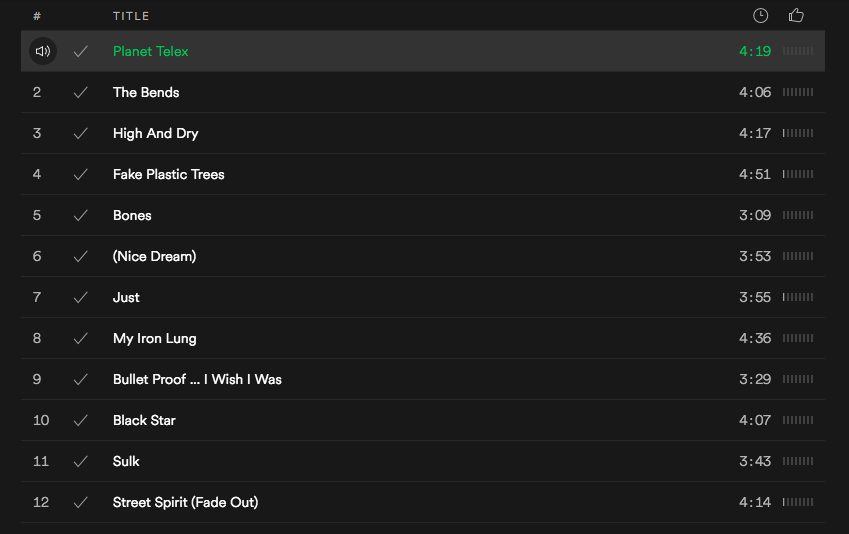 # TITLE
Planet Telex 4:19
2 The Bends 4:06
3 High And Dry 4:17
4 Fake Plastic Trees 4:51
5 Bones 3:09
6 (Nice Dream) 3:53
7 Just 3:55
8 My Iron Lung 4:36
9 Bullet Proof ... I Wish I Was 3:29
10 Black Star 4:07
11 Sulk 3:43
12 Street Spirit (Fade Out) 4:14